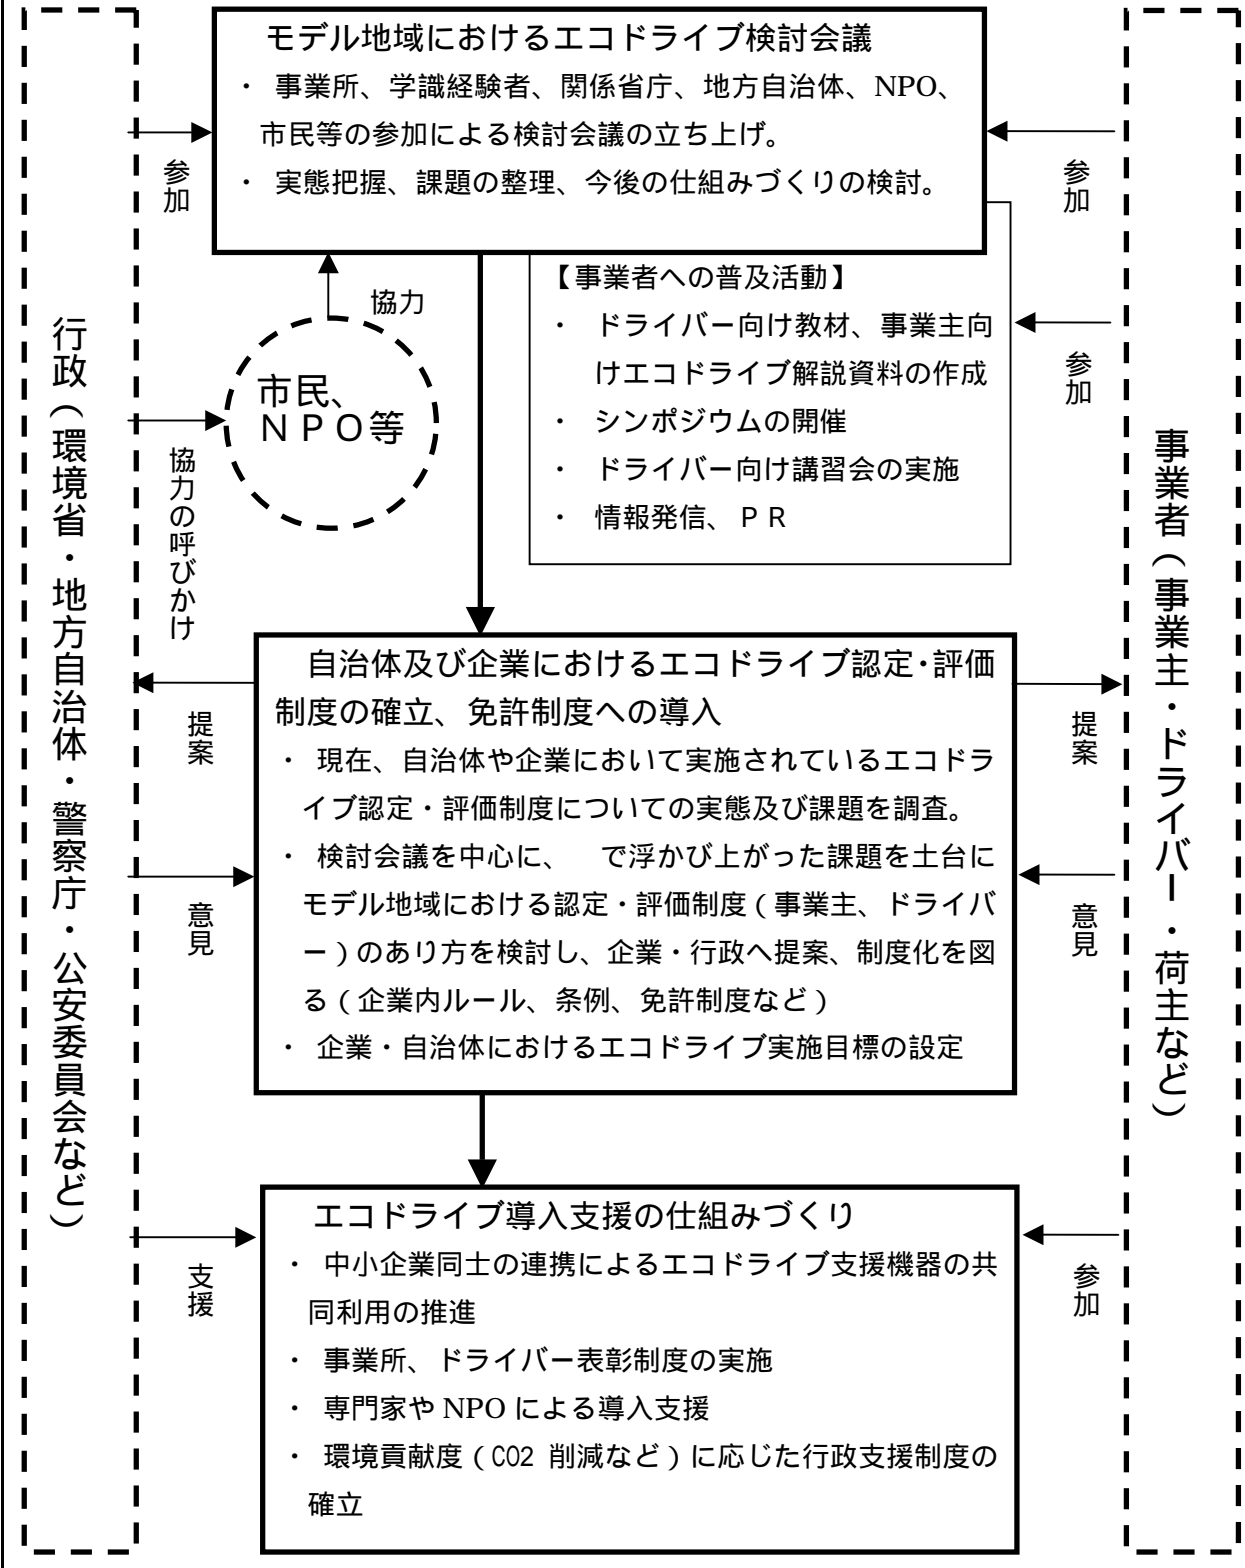 モデル地域におけるエコドライブ検討会議
・ 事業所、学識経験者、関係省庁、地方自治体、NPO、
市民等の参加による検討会議の立ち上げ。
・ 実態把握、課題の整理、今後の仕組みづくりの検討。
参加
参加
【事業者への普及活動】
・ ドライバー向け教材、事業主向
けエコドライブ解説資料の作成
・ シンポジウムの開催
・ ドライバー向け講習会の実施
・ 情報発信、ＰＲ
参加
協力
市民、
ＮＰＯ等
協力の呼びかけ
行政（環境省・地方自治体・警察庁・公安委員会など）
事業者（事業主・ドライバー・荷主など）
自治体及び企業におけるエコドライブ認定・評価
制度の確立、免許制度への導入
・ 現在、自治体や企業において実施されているエコドラ
イブ認定・評価制度についての実態及び課題を調査。
・ 検討会議を中心に、　で浮かび上がった課題を土台に
モデル地域における認定・評価制度（事業主、ドライバ
ー）のあり方を検討し、企業・行政へ提案、制度化を図
る（企業内ルール、条例、免許制度など）
・ 企業・自治体におけるエコドライブ実施目標の設定
提案
提案
意見
意見
エコドライブ導入支援の仕組みづくり
・ 中小企業同士の連携によるエコドライブ支援機器の共
同利用の推進
・ 事業所、ドライバー表彰制度の実施
・ 専門家や NPO による導入支援
・ 環境貢献度（CO2 削減など）に応じた行政支援制度の
確立
支援
参加